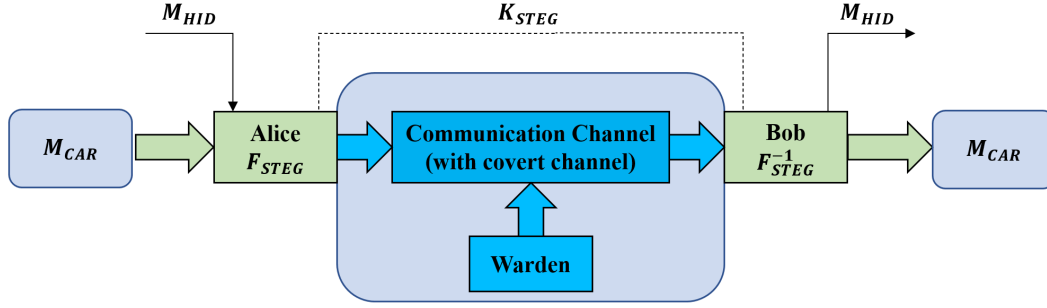 M_HID
K_STEG
M_HID
M_CAR
Alice
F_STEG
Communication Channel
(with covert channel)
Bob
F_STEG^-1
M_CAR
Warden